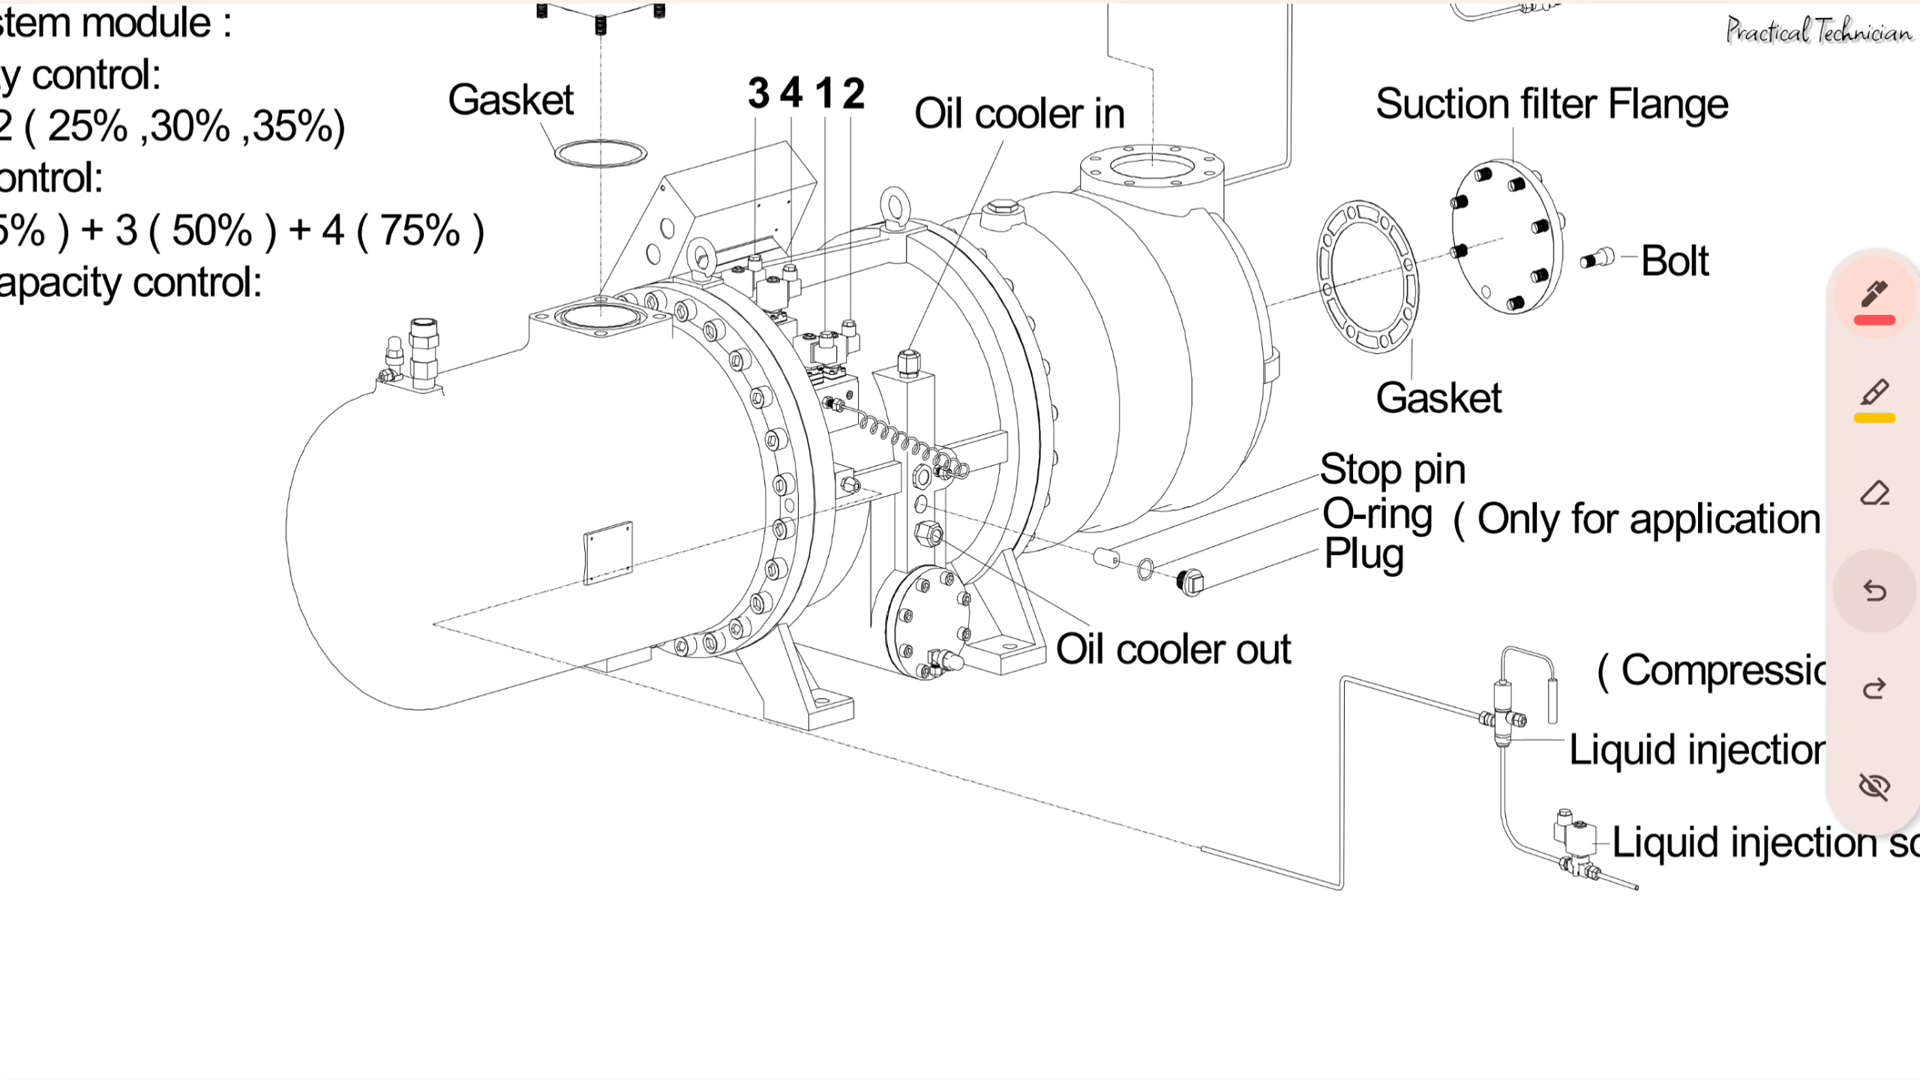 stem module :
y control:
2 ( 25% ,30% ,35%)
ontrol:
5% ) + 3 ( 50% ) + 4 ( 75% )
apacity control:
Gasket
3 4 1 2
Oil cooler in
Practical Technician
Suction filter Flange
Bolt
Gasket
Stop pin
O-ring ( Only for application
Plug
Oil cooler out
( Compressio
Liquid injection
Liquid injection so